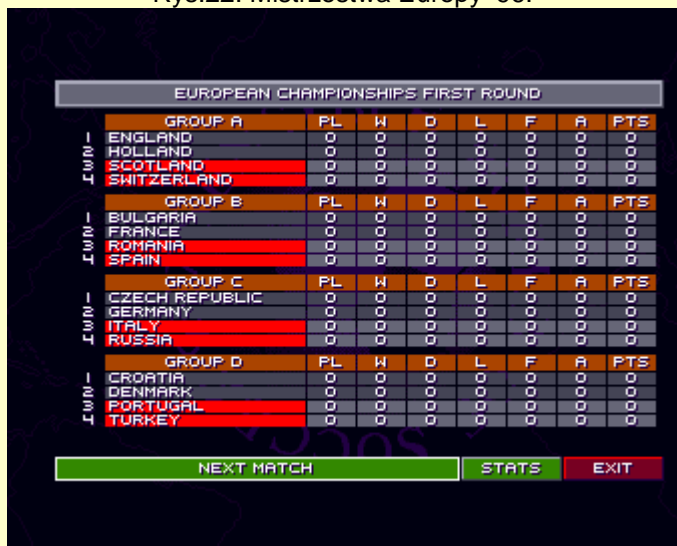 EUROPEAN CHAMPIONSHIPS FIRST ROUND
GROUP A PL W D L F A PTS
1 ENGLAND 0 0 0 0 0 0 0
2 HOLLAND 0 0 0 0 0 0 0
3 SCOTLAND 0 0 0 0 0 0 0
4 SWITZERLAND 0 0 0 0 0 0 0
GROUP B PL W D L F A PTS
1 BULGARIA 0 0 0 0 0 0 0
2 FRANCE 0 0 0 0 0 0 0
3 ROMANIA 0 0 0 0 0 0 0
4 SPAIN 0 0 0 0 0 0 0
GROUP C PL W D L F A PTS
1 CZECH REPUBLIC 0 0 0 0 0 0 0
2 GERMANY 0 0 0 0 0 0 0
3 ITALY 0 0 0 0 0 0 0
4 RUSSIA 0 0 0 0 0 0 0
GROUP D PL W D L F A PTS
1 CROATIA 0 0 0 0 0 0 0
2 DENMARK 0 0 0 0 0 0 0
3 PORTUGAL 0 0 0 0 0 0 0
4 TURKEY 0 0 0 0 0 0 0
NEXT MATCH STATS EXIT